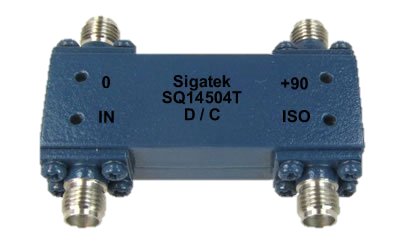 0 Sigatek +90
SQ14504T
IN D / C ISO